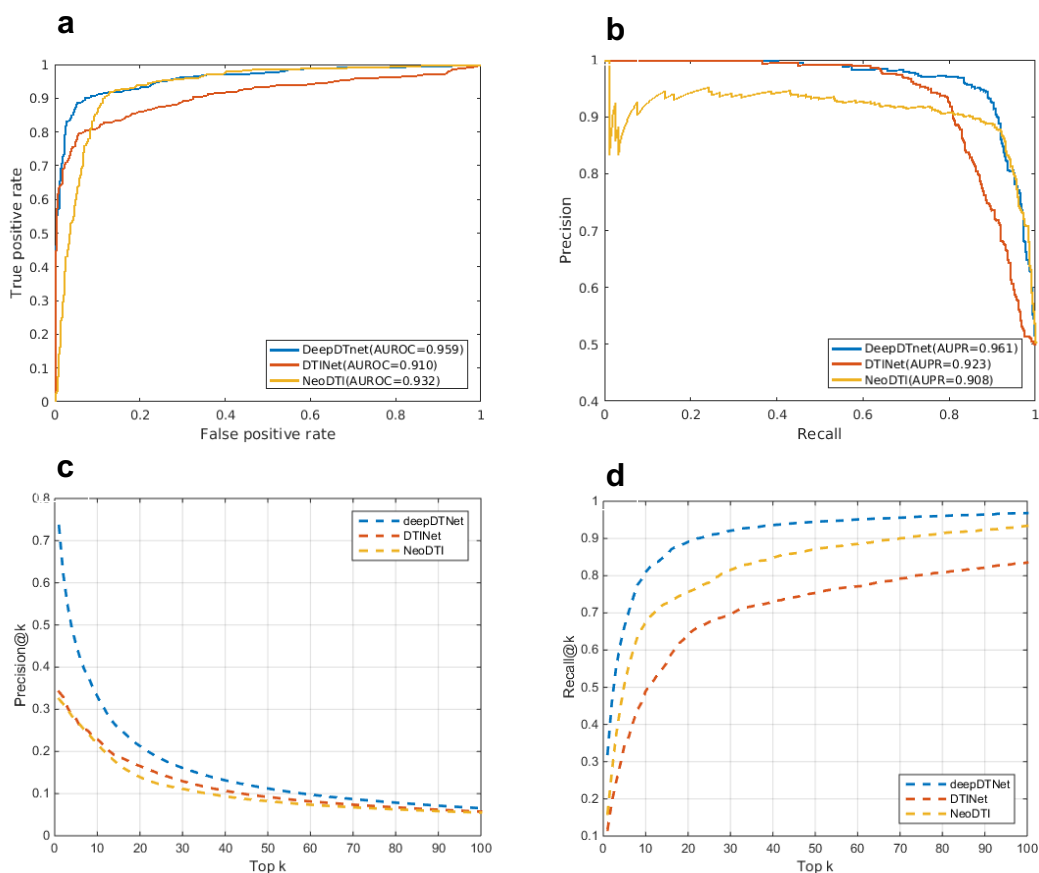 a
1
0.9
0.8
0.7
0.6
0.5
0.4
0.3
0.2
0.1
0
True positive rate
0
0.2
0.4
0.6
0.8
1
False positive rate
DeepDTnet(AUROC=0.959)
DTINet(AUROC=0.910)
NeoDTI(AUROC=0.932)
b
1
0.9
0.8
0.7
0.6
0.5
0.4
Precision
0
0.2
0.4
0.6
0.8
1
Recall
DeepDTnet(AUPR=0.961)
DTINet(AUPR=0.923)
NeoDTI(AUPR=0.908)
c
0.8
0.7
0.6
0.5
0.4
0.3
0.2
0.1
0
Precision@k
0
10
20
30
40
50
60
70
80
90
100
Top k
deepDTNet
DTINet
NeoDTI
d
1
0.9
0.8
0.7
0.6
0.5
0.4
0.3
0.2
0.1
Recall@k
0
10
20
30
40
50
60
70
80
90
100
Top k
deepDTNet
DTINet
NeoDTI